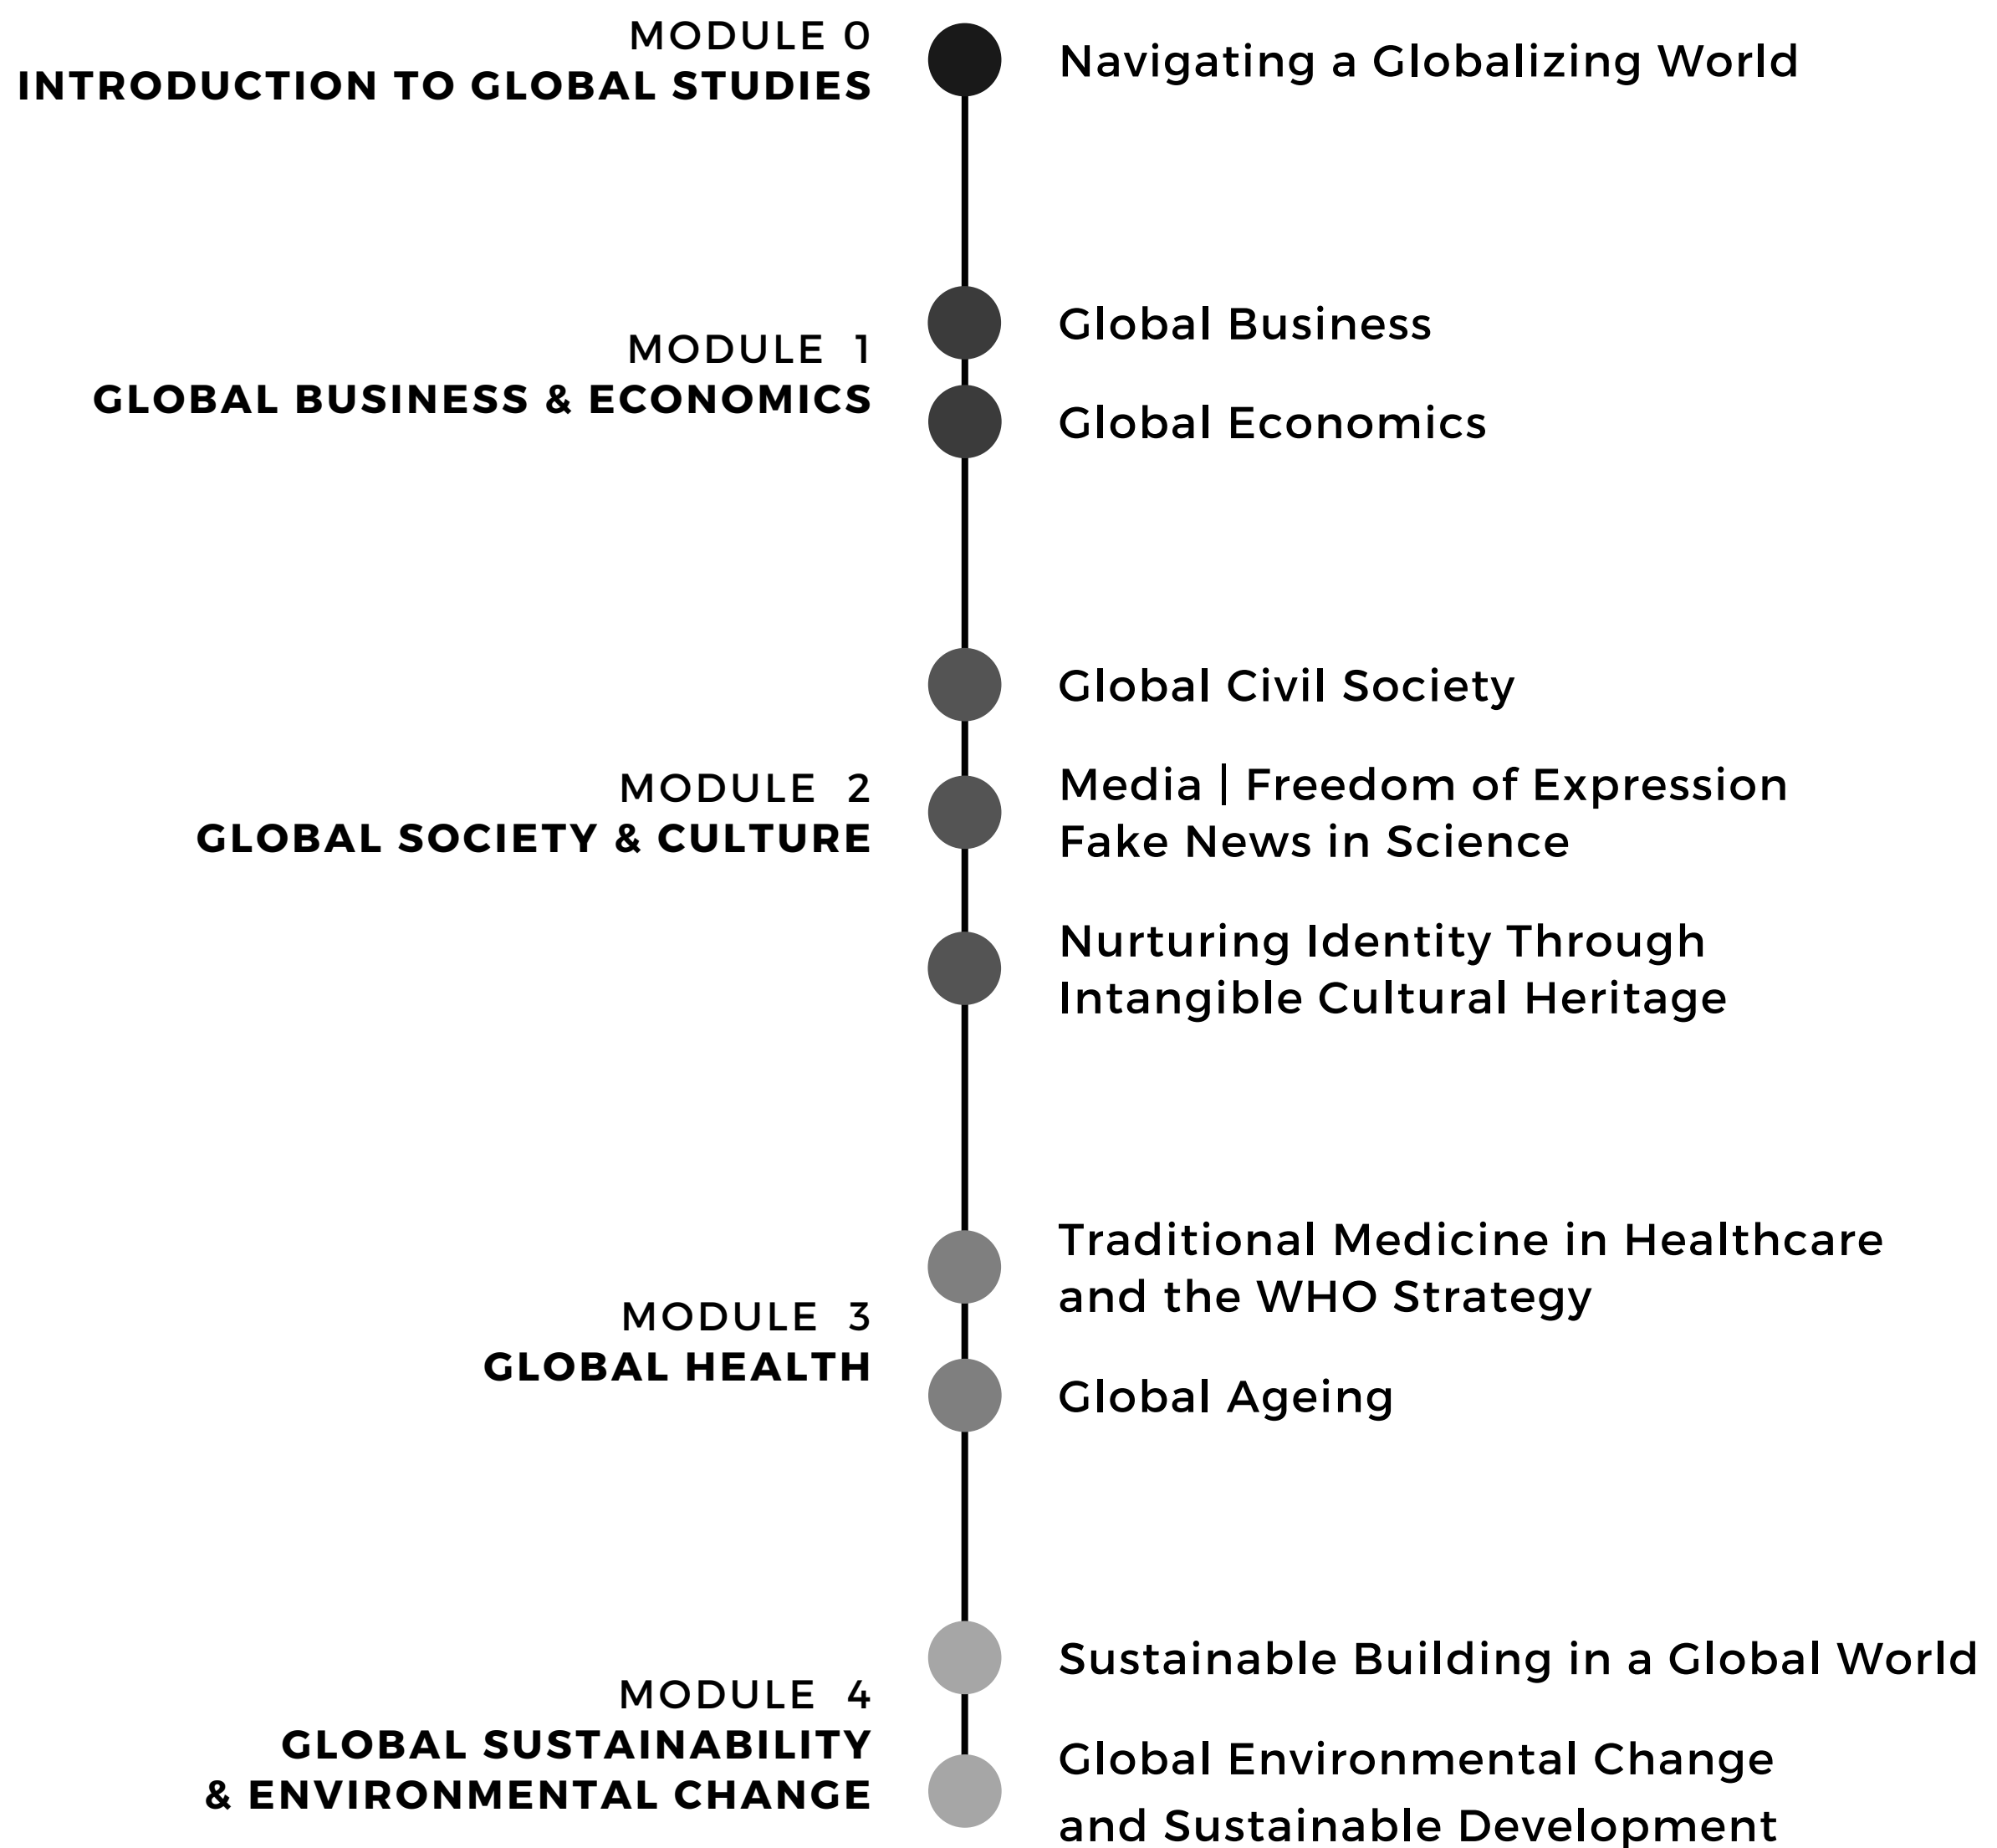 MODULE 0
INTRODUCTION TO GLOBAL STUDIES
Navigating a Globalizing World
MODULE 1
GLOBAL BUSINESS & ECONOMICS
Global Business
Global Economics
MODULE 2
GLOBAL SOCIETY & CULTURE
Global Civil Society
Media | Freedom of Expression
Fake News in Science
Nurturing Identity Through
Intangible Cultural Heritage
MODULE 3
GLOBAL HEALTH
Traditional Medicine in Healthcare
and the WHO Strategy
Global Ageing
MODULE 4
GLOBAL SUSTAINABILITY
& ENVIRONMENTAL CHANGE
Sustainable Building in a Global World
Global Environmental Change
and Sustainable Development